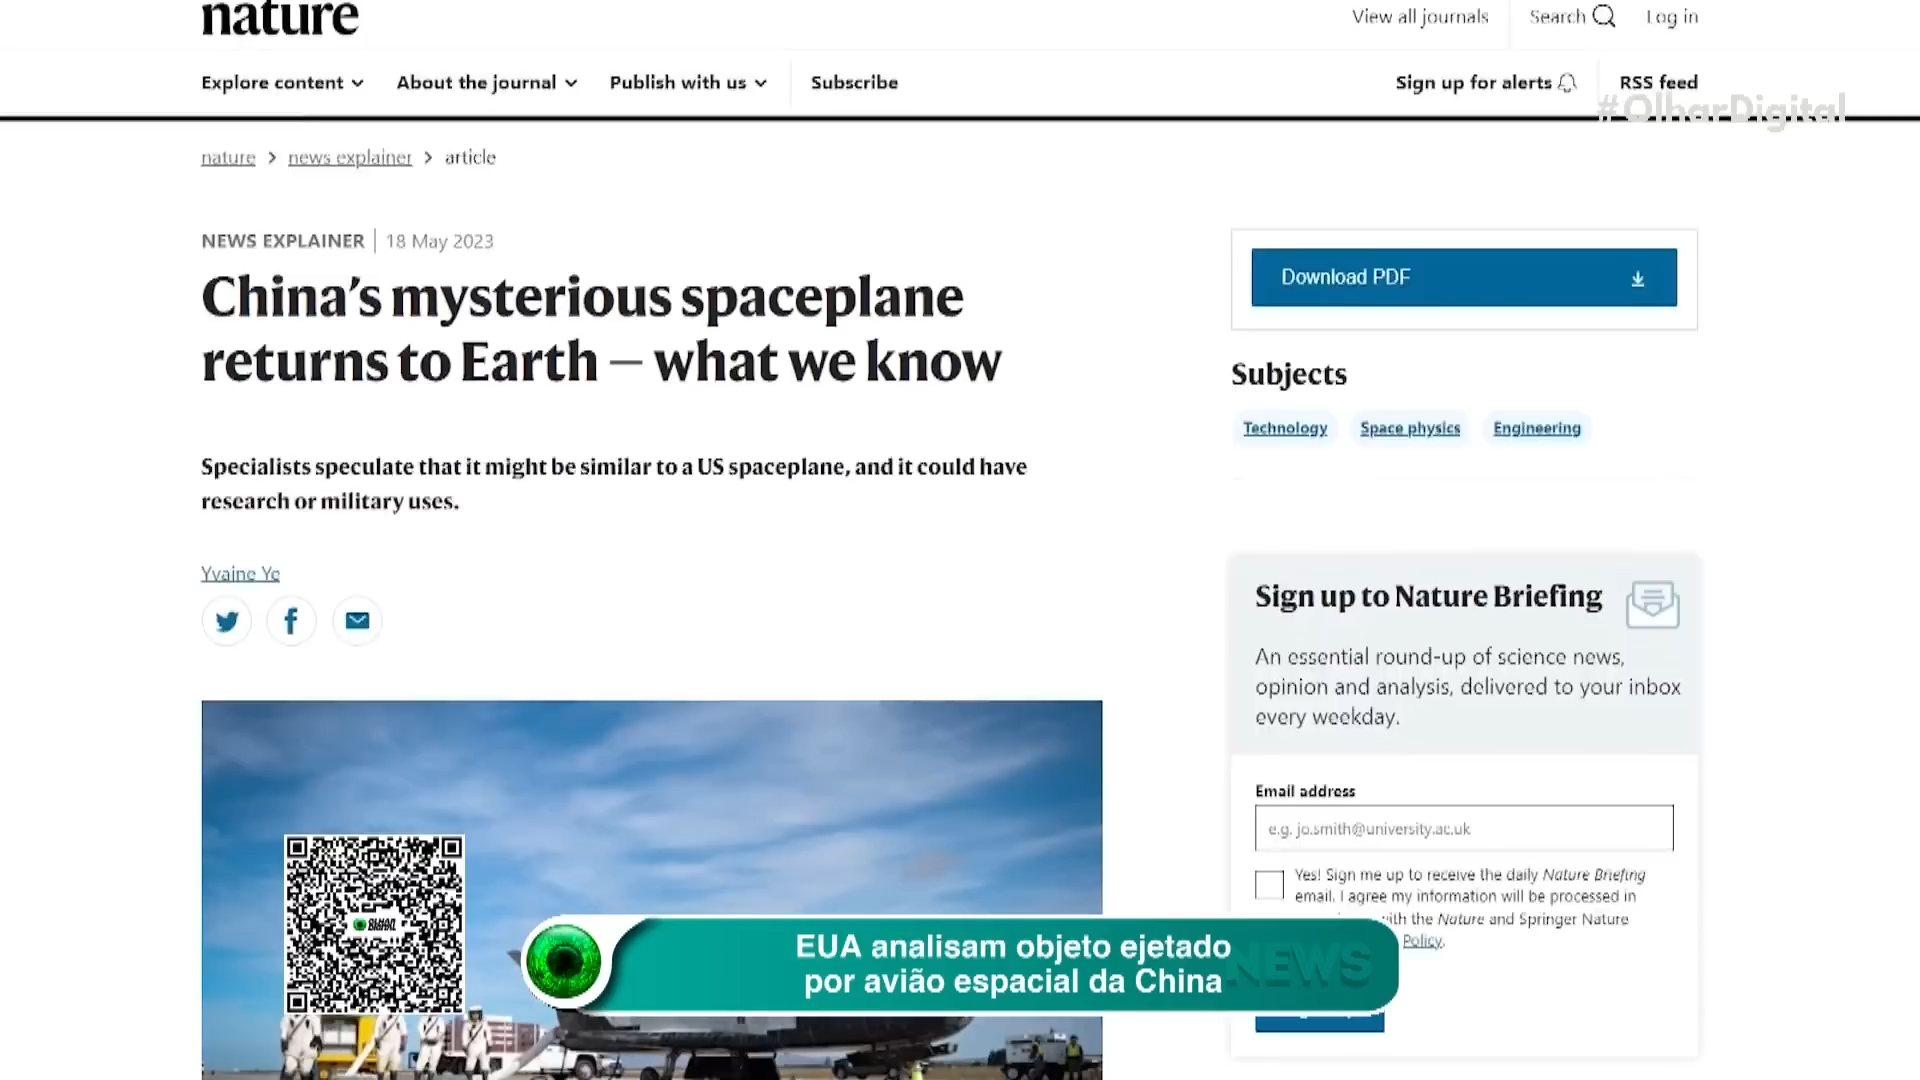 nature
View all journals
Search
Log in
Explore content
About the journal
Publish with us
Subscribe
Sign up for alerts
RSS feed
#OlharDigital
nature > news explainer > article
NEWS EXPLAINER | 18 May 2023
China's mysterious spaceplane
returns to Earth — what we know
Specialists speculate that it might be similar to a US spaceplane, and it could have
research or military uses.
Yvaine Ye
Download PDF
Subjects
Technology
Space physics
Engineering
Sign up to Nature Briefing
An essential round-up of science news,
opinion and analysis, delivered to your inbox
every weekday.
Email address
e.g. jo.smith@university.ac.uk
Yes! Sign me up to receive the daily Nature Briefing
email. I agree my information will be processed in
with the Nature and Springer Nature
Policy.
OLHAR
DIGITAL
EUA analisam objeto ejetado
por avião espacial da China
NEWS